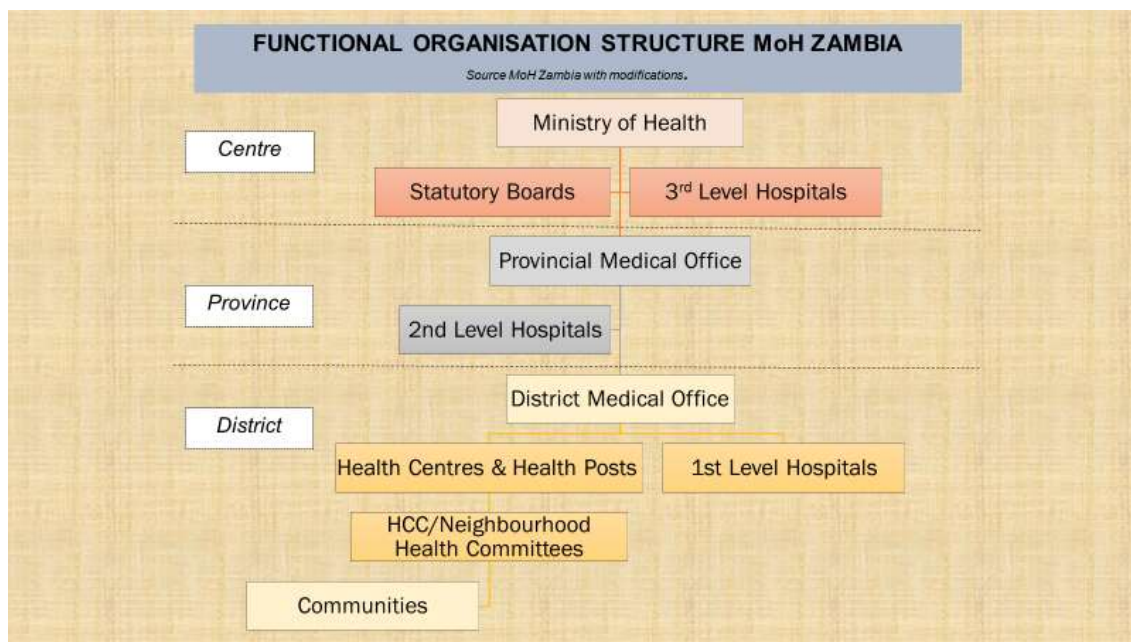 FUNCTIONAL ORGANISATION STRUCTURE MoH ZAMBIA
Source MoH Zambia with modifications.
Ministry of Health
Centre
Statutory Boards
3rd Level Hospitals
Provincial Medical Office
Province
2nd Level Hospitals
District Medical Office
District
Health Centres & Health Posts
1st Level Hospitals
HCC/Neighbourhood
Health Committees
Communities